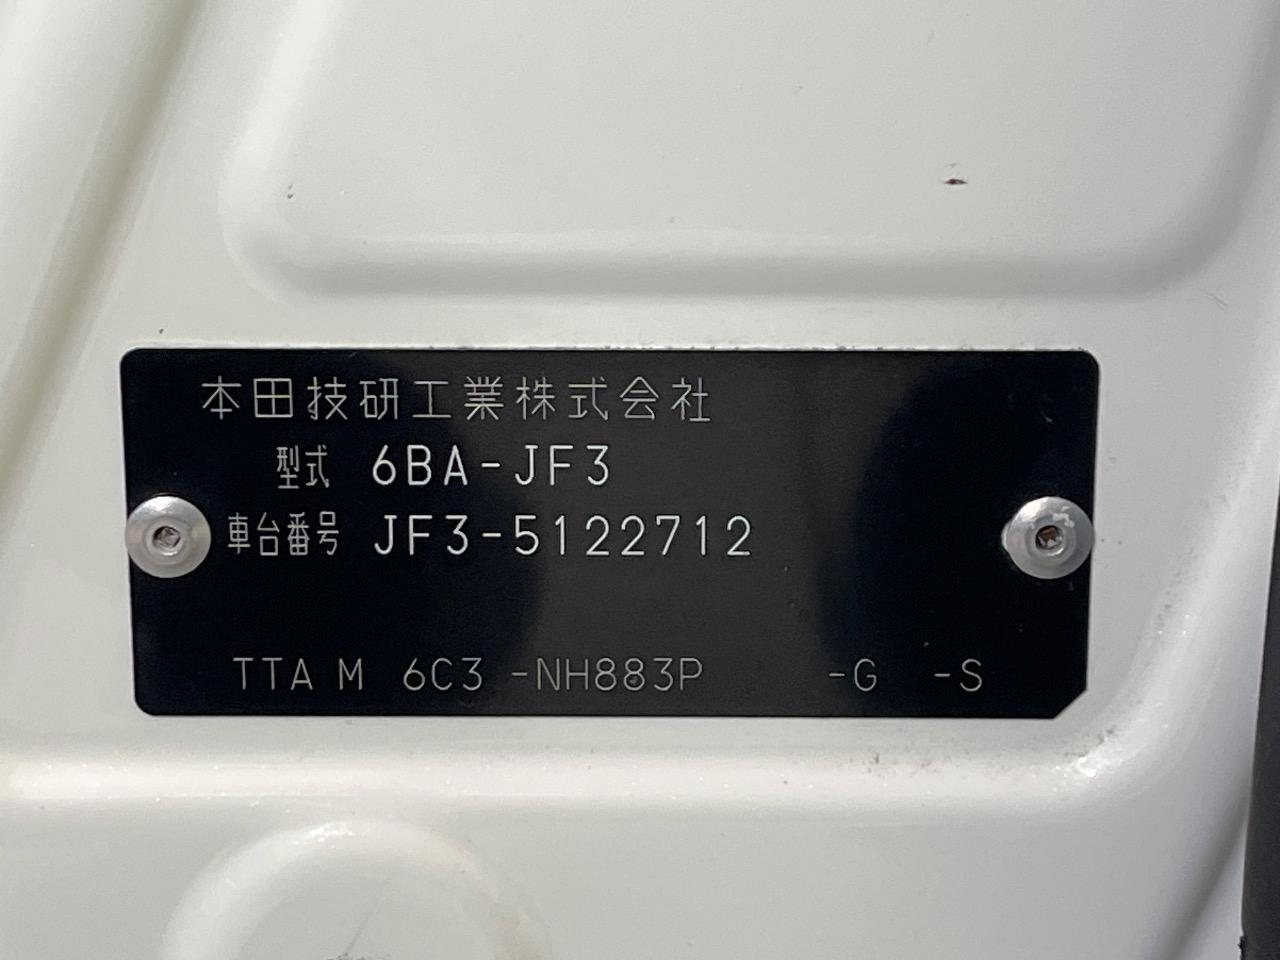 本田技研工業株式会社
型式 6BA-JF3
車台番号 JF3-5122712
TTA M 6C3 -NH883P -G -S